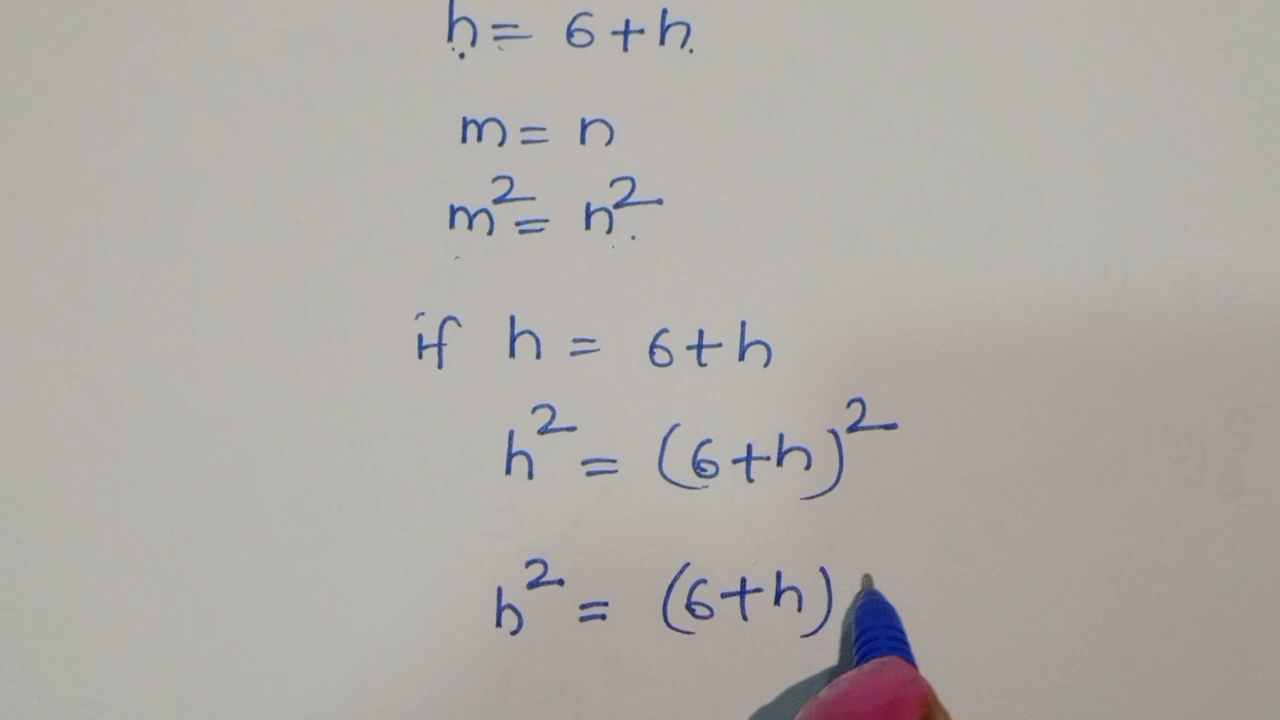 h = 6 + h
m = n
m² = n²
if h = 6 + h
h² = (6 + h)²
h² = (6 + h)